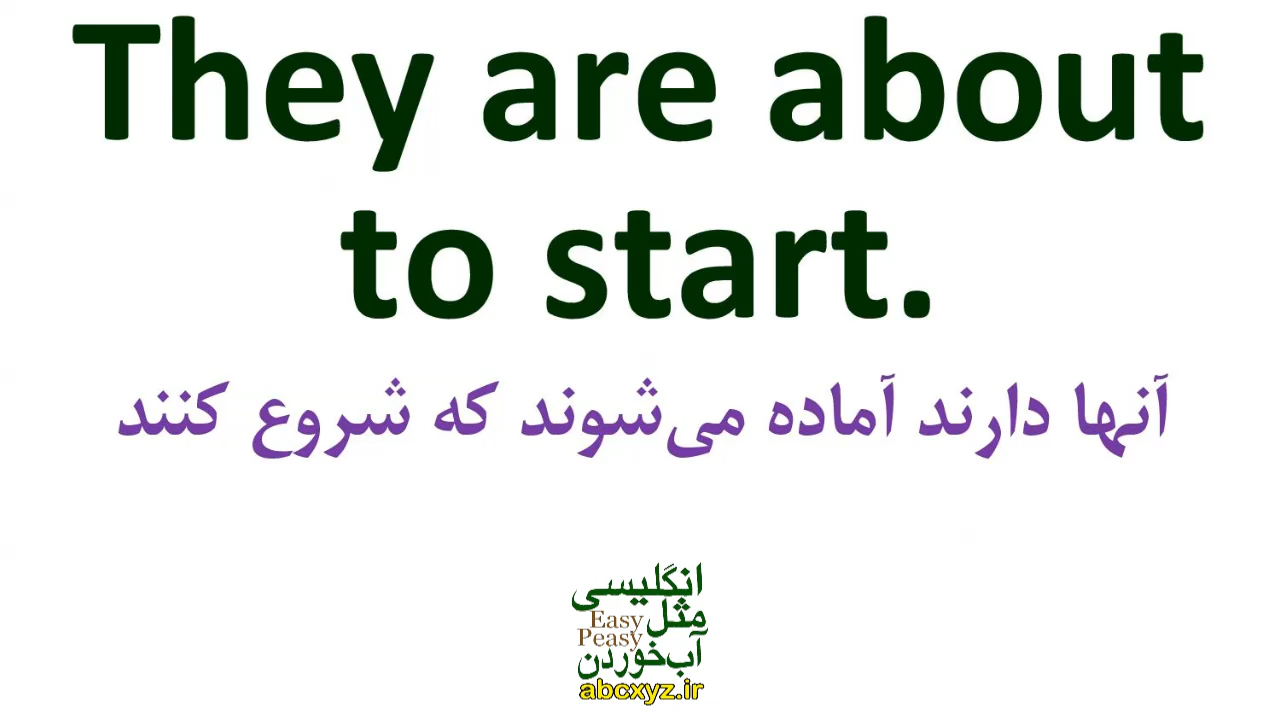 They are about
to start.
آنها دارند آماده می‌شوند که شروع کنند
انگلیسی
مثل
Easy
Peasy
آب‌خوردن
abcxyz.ir